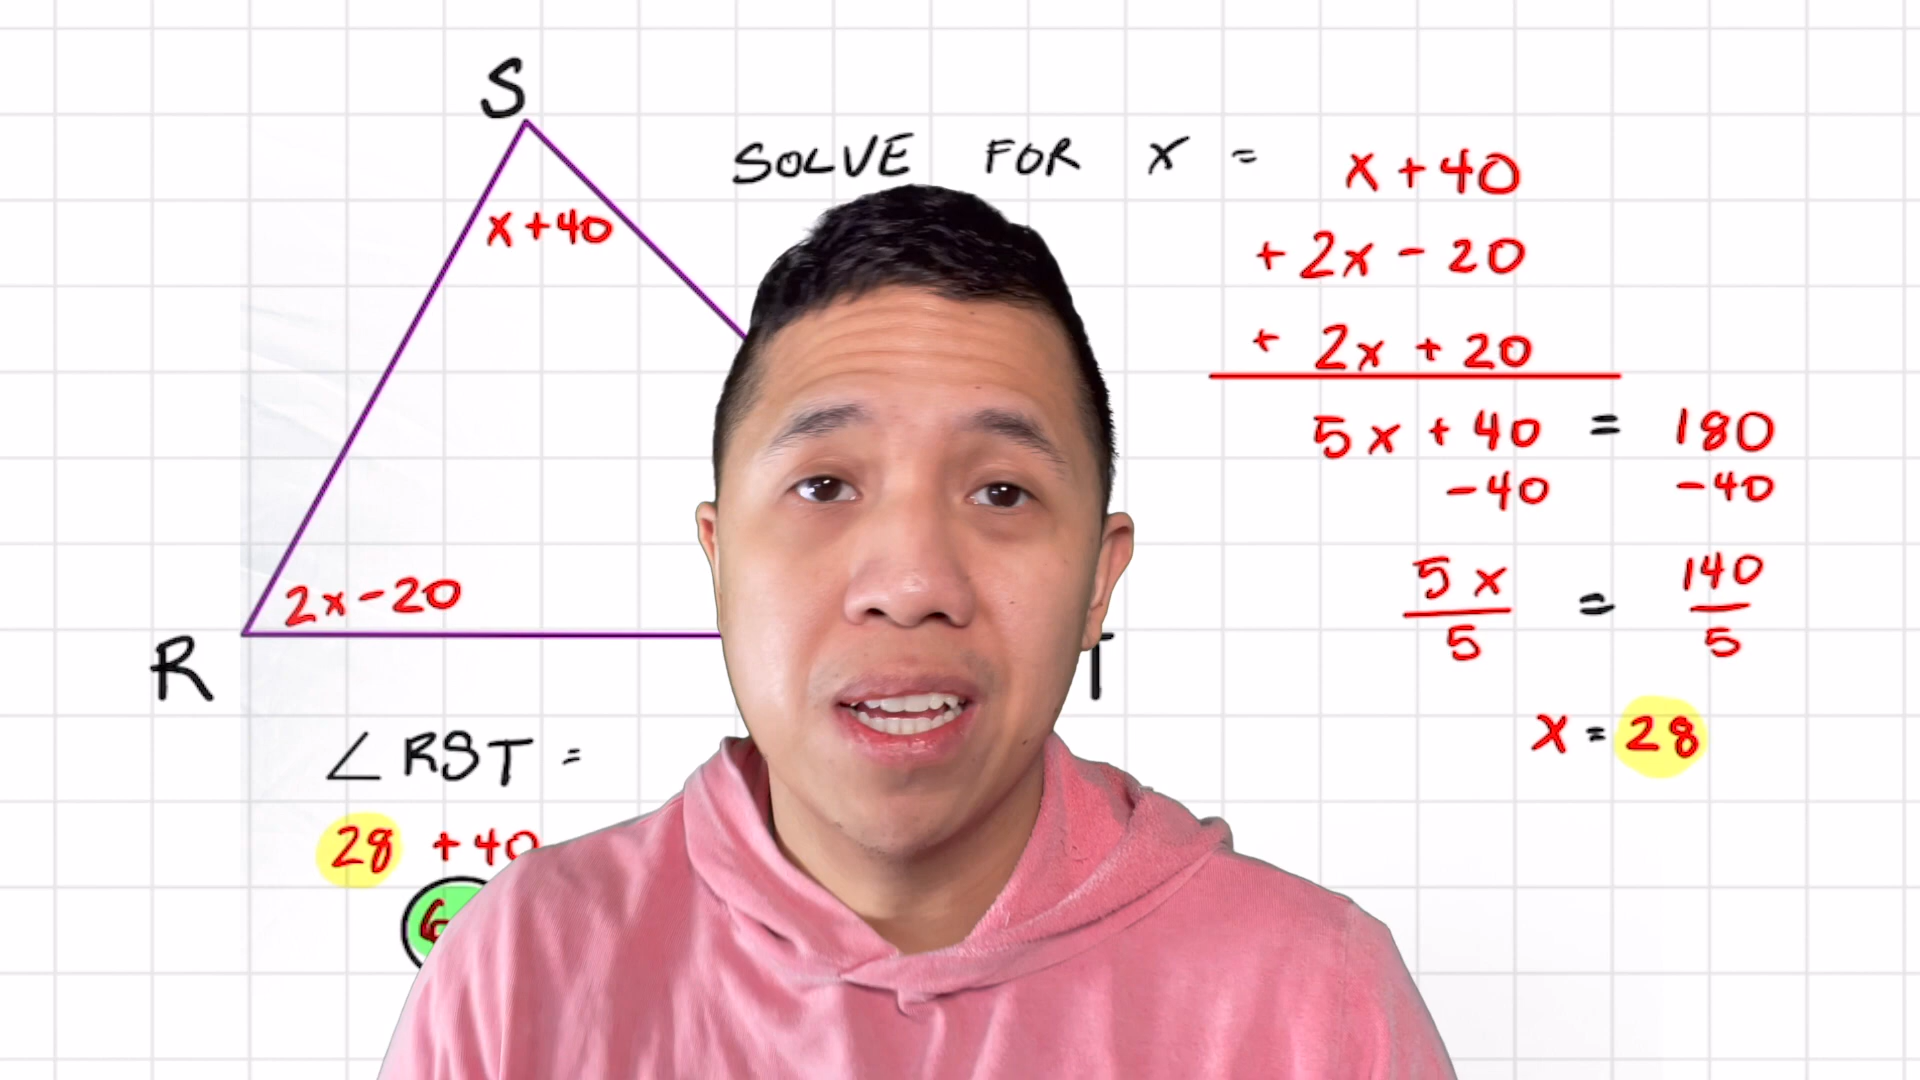 S
SOLVE FOR x =
x + 40
+ 2x - 20
+ 2x + 20
5x + 40 = 180
-40 -40
5x = 140
5 5
x = 28
x + 40
2x - 20
R
T
∠RST =
28 + 40
6